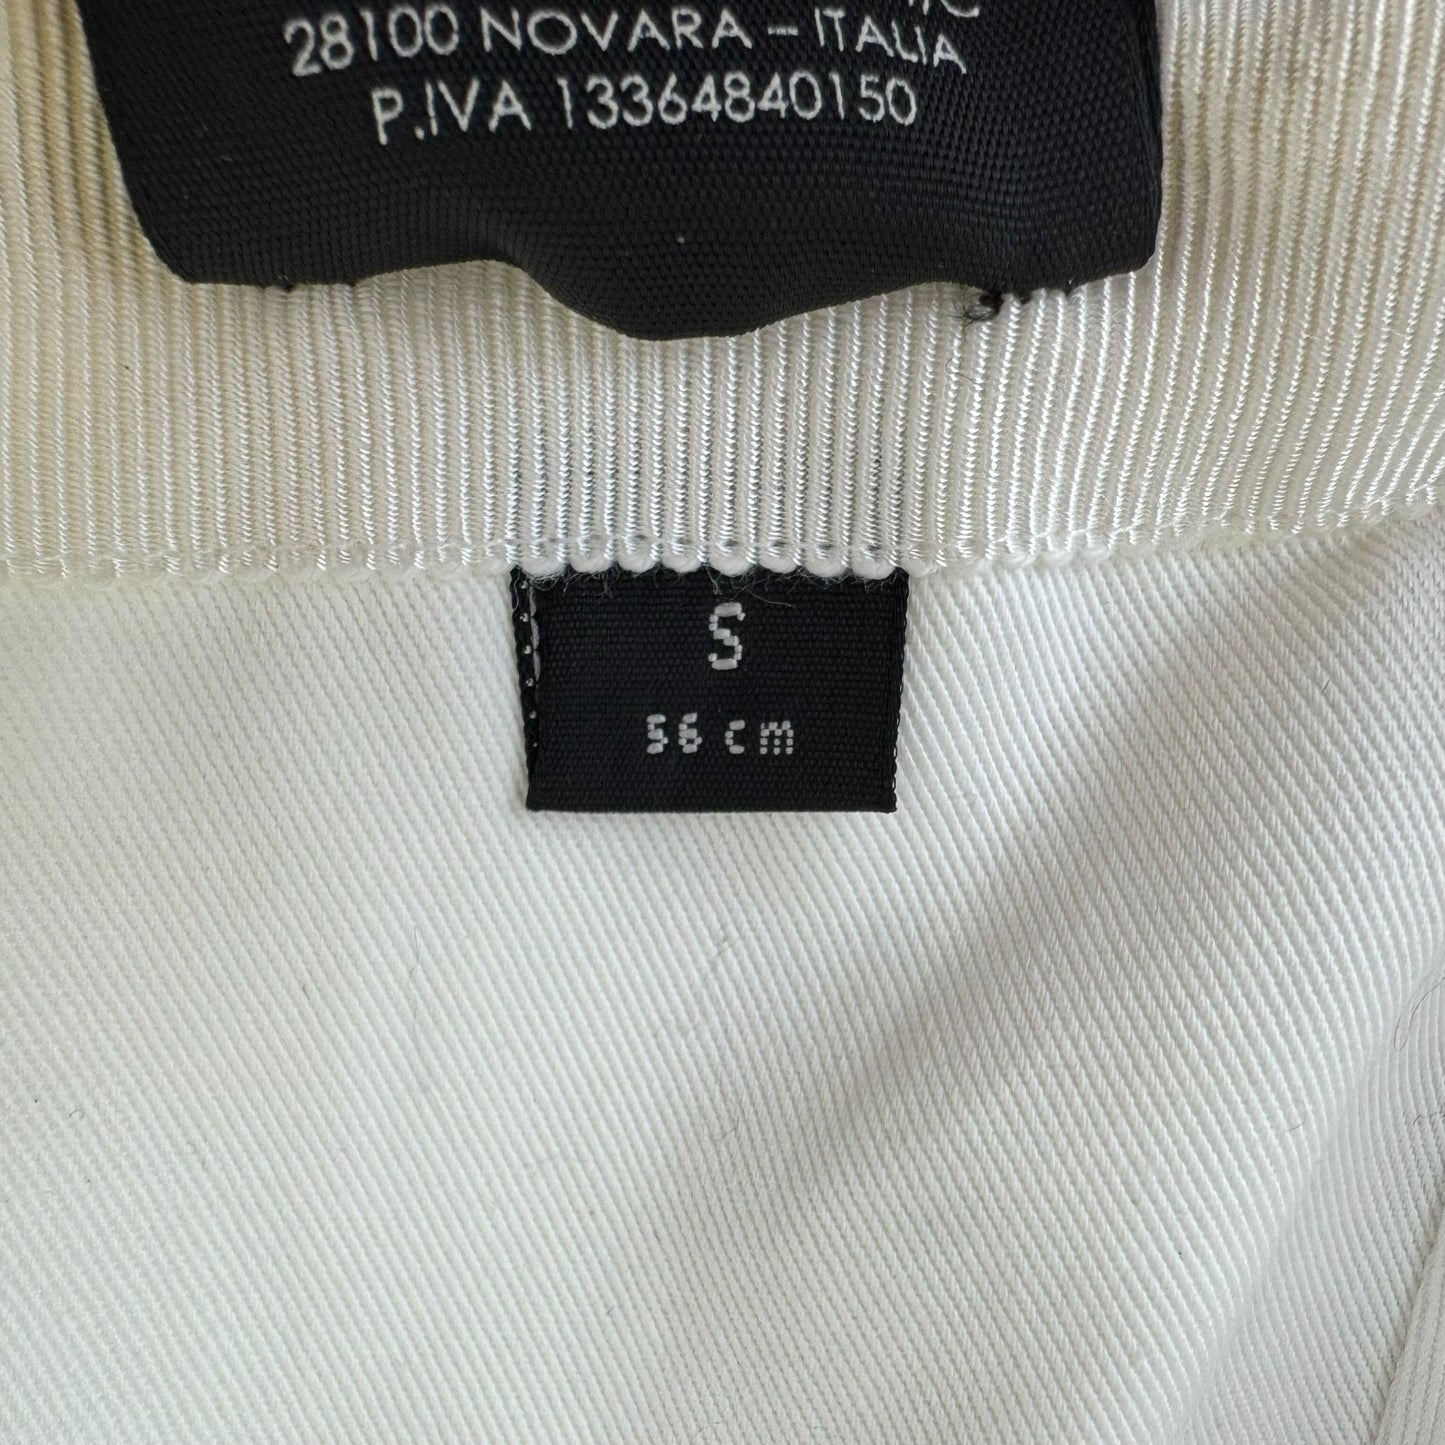 28100 NOVARA - ITALIA
P.IVA 13364840150
S
56 cm